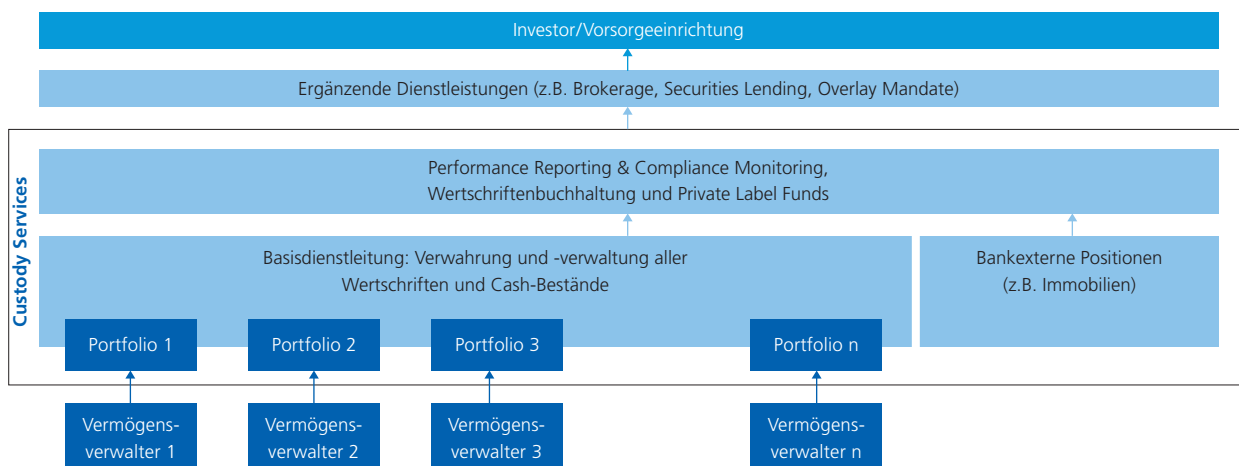 Investor/Vorsorgeeinrichtung
Ergänzende Dienstleistungen (z.B. Brokerage, Securities Lending, Overlay Mandate)
Custody Services
Performance Reporting & Compliance Monitoring,
Wertschriftenbuchhaltung und Private Label Funds
Basisdienstleitung: Verwahrung und -verwaltung aller
Wertschriften und Cash-Bestände
Bankexterne Positionen
(z.B. Immobilien)
Portfolio 1
Portfolio 2
Portfolio 3
Portfolio n
Vermögens-
verwalter 1
Vermögens-
verwalter 2
Vermögens-
verwalter 3
Vermögens-
verwalter n